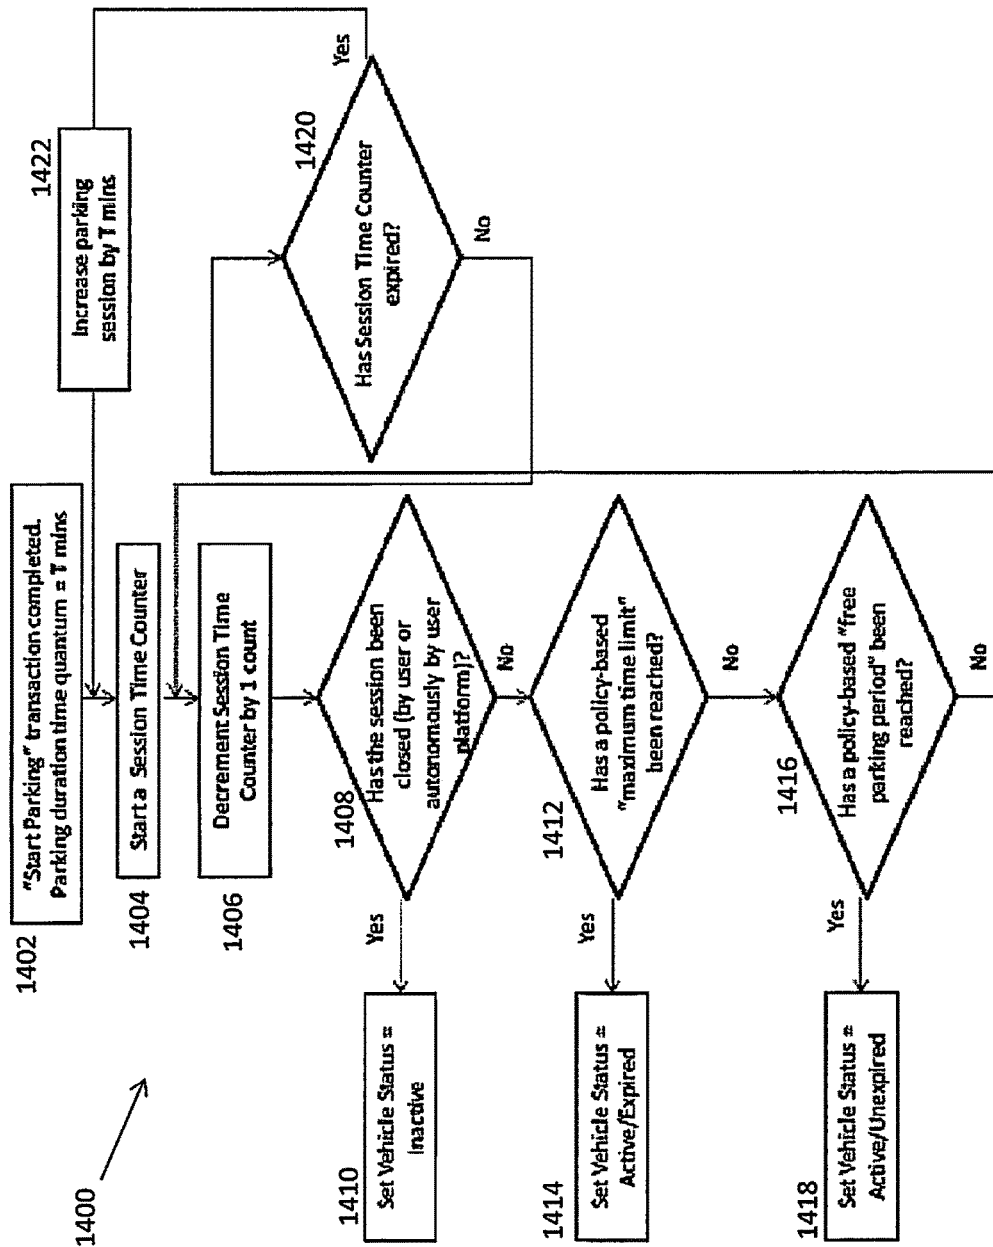 1400
1402
"Start Parking" transaction completed.
Parking duration time quantum = T mins
1422
Increase parking
session by T mins
1404
Start a Session Time Counter
1406
Decrement Session Time
Counter by 1 count
1408
Has the session been
closed (by user or
autonomously by user
platform)?
Yes
No
1410
Set Vehicle Status =
Inactive
1412
Has a policy-based
"maximum time limit"
been reached?
Yes
No
1414
Set Vehicle Status =
Active/Expired
1416
Has a policy-based "free
parking period" been
reached?
Yes
No
1418
Set Vehicle Status =
Active/Unexpired
1420
Has Session Time Counter
expired?
Yes
No